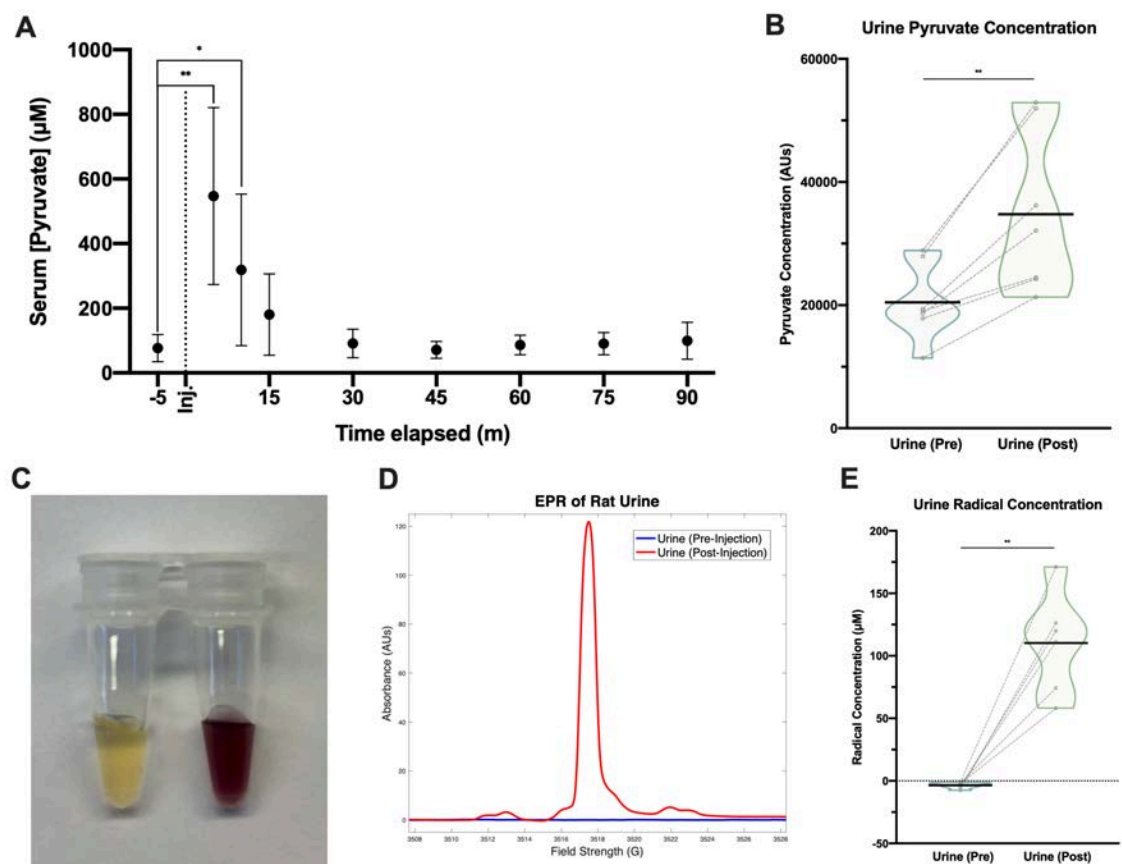 A
1000
800
600
400
200
0
Serum [Pyruvate] (µM)
*
**
-5
Inj.
15
30
45
60
75
90
Time elapsed (m)
B
Urine Pyruvate Concentration
60000
40000
20000
0
Pyruvate Concentration (AUs)
**
Urine (Pre)
Urine (Post)
C
D
EPR of Rat Urine
120
100
80
60
40
20
0
Absorbance (AUs)
Urine (Pre-Injection)
Urine (Post-Injection)
3508
3510
3512
3514
3516
3518
3520
3522
3524
3526
3528
Field Strength (G)
E
Urine Radical Concentration
200
150
100
50
0
-50
Radical Concentration (µM)
**
Urine (Pre)
Urine (Post)